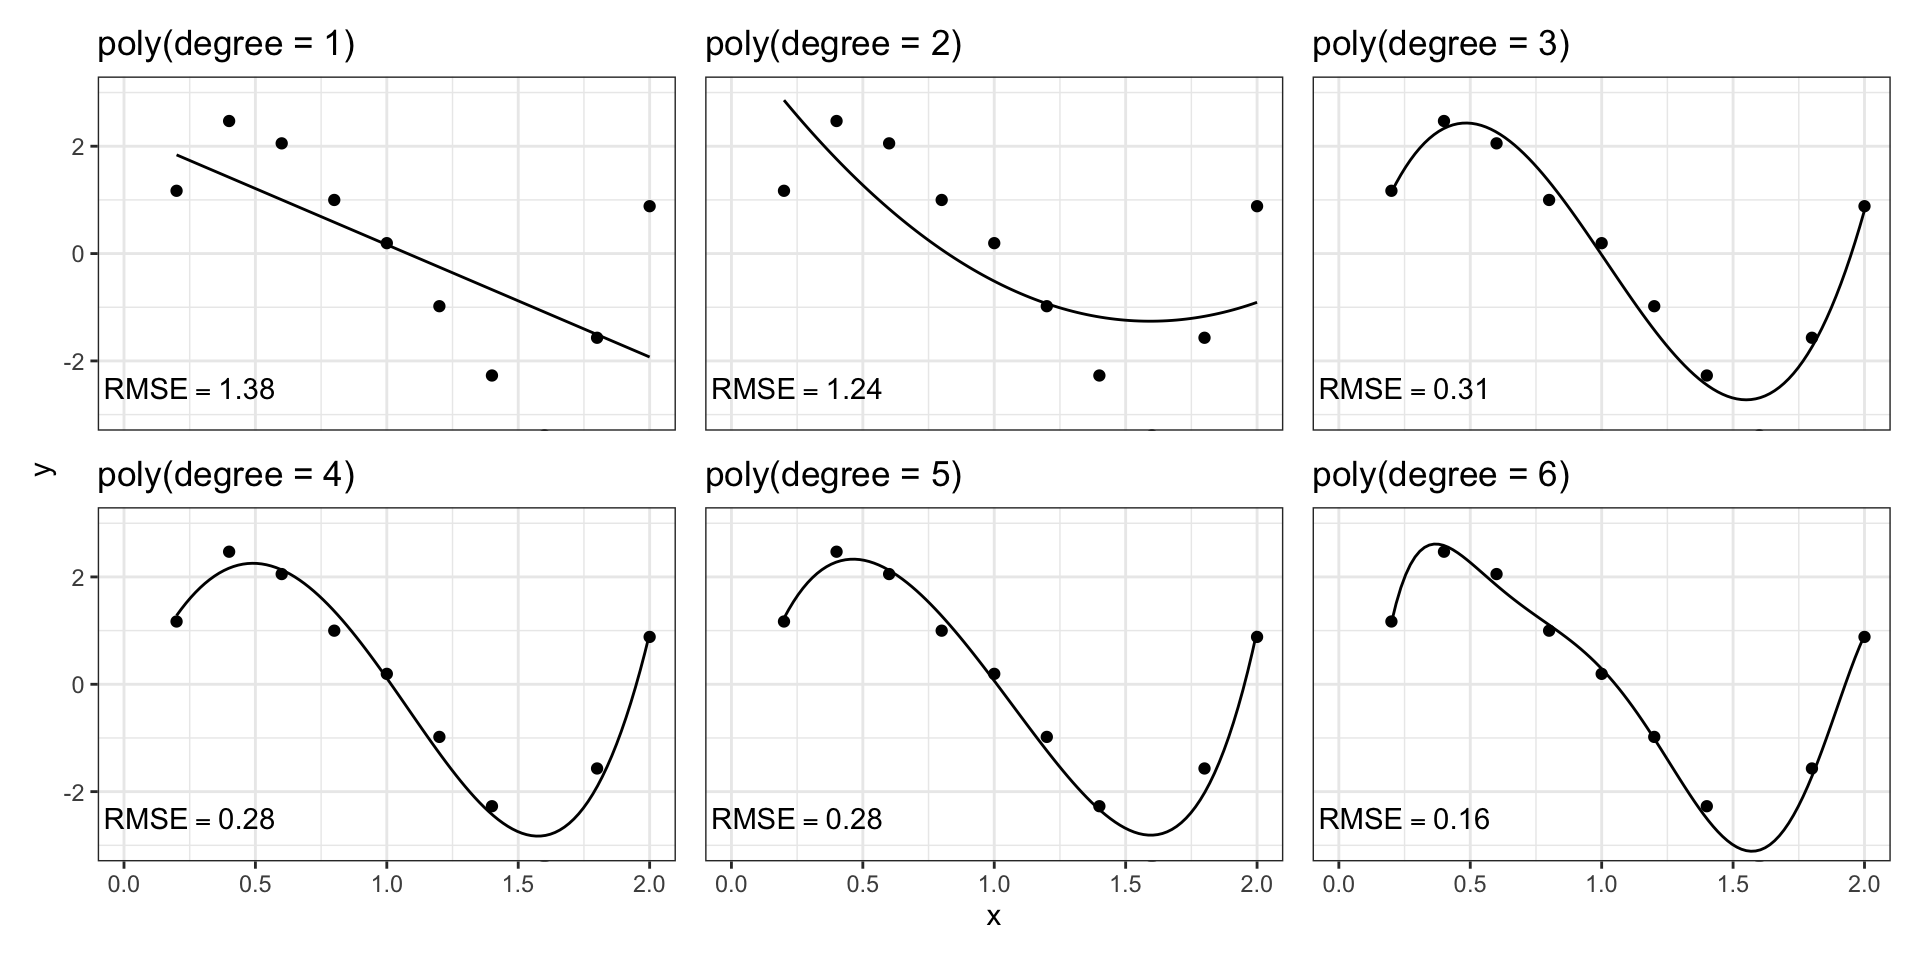 poly(degree = 1)
poly(degree = 2)
poly(degree = 3)
2
0
-2
RMSE = 1.38
RMSE = 1.24
RMSE = 0.31
y
poly(degree = 4)
poly(degree = 5)
poly(degree = 6)
2
0
-2
RMSE = 0.28
RMSE = 0.28
RMSE = 0.16
0.0 0.5 1.0 1.5 2.0
0.0 0.5 1.0 1.5 2.0
0.0 0.5 1.0 1.5 2.0
x